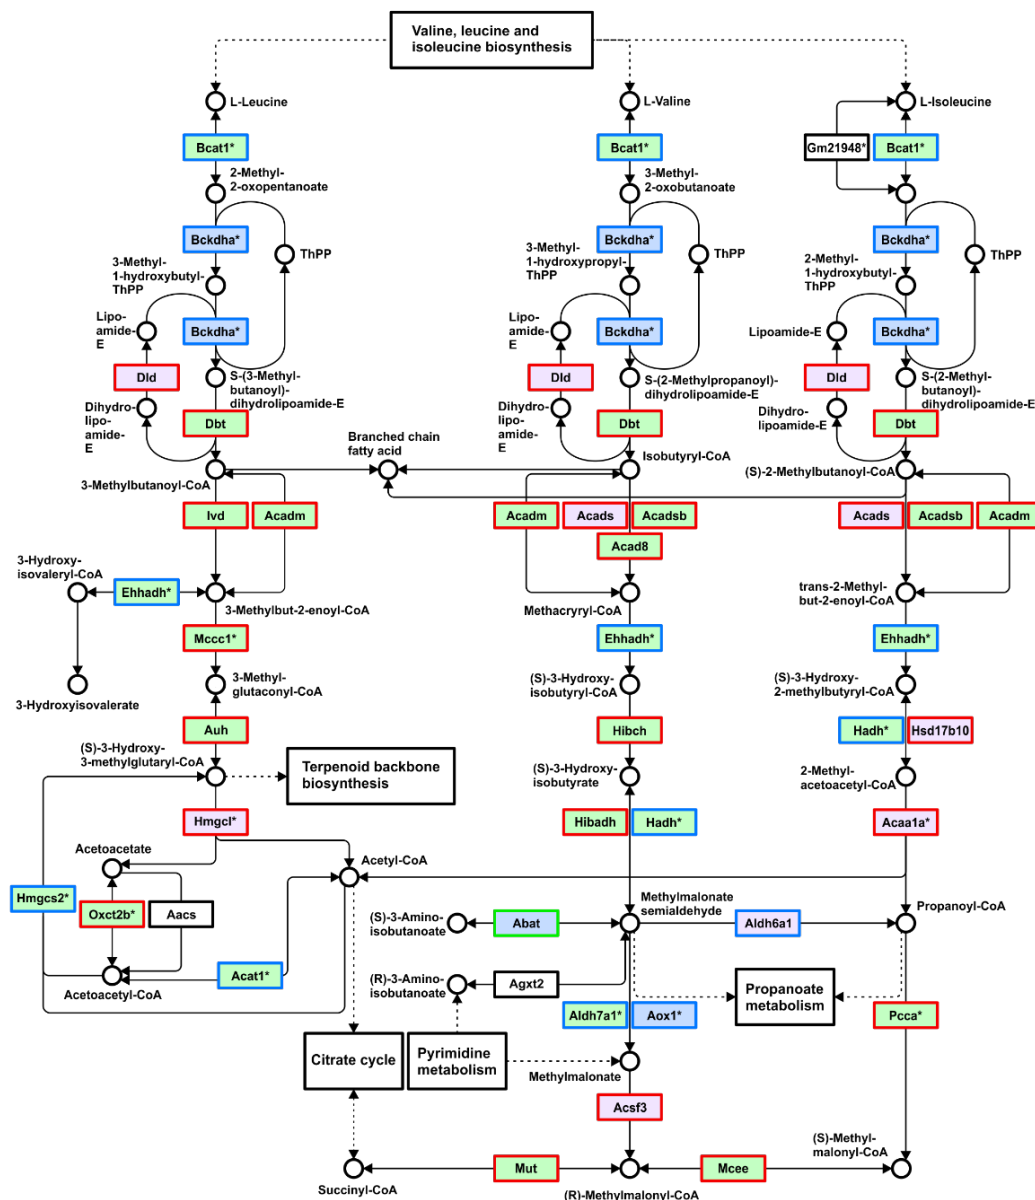 Valine, leucine and
isoleucine biosynthesis
L-Leucine
L-Valine
L-Isoleucine
Bcat1*
Bcat1*
Gm21948*
Bcat1*
2-Methyl-
2-oxopentanoate
3-Methyl-
2-oxobutanoate
Bckdha*
Bckdha*
Bckdha*
ThPP
ThPP
ThPP
3-Methyl-
1-hydroxybutyl-
ThPP
3-Methyl-
1-hydroxypropyl-
ThPP
2-Methyl-
1-hydroxybutyl-
ThPP
Lipo-
amide-
E
Bckdha*
Lipo-
amide-
E
Bckdha*
Lipoamide-E
Bckdha*
Dld
S-(3-Methyl-
butanoyl)-
dihydrolipoamide-E
Dld
S-(2-Methylpropanoyl)-
dihydrolipoamide-E
Dld
S-(2-Methyl-
butanoyl)-
dihydrolipoamide-E
Dihydro-
lipo-
amide-
E
Dbt
Dihydro-
lipo-
amide-
E
Dbt
Dihydro-
lipoamide-E
Dbt
Branched chain
fatty acid
3-Methylbutanoyl-CoA
Isobutyryl-CoA
(S)-2-Methylbutanoyl-CoA
Ivd
Acadm
Acadm
Acads
Acadsb
Acads
Acadsb
Acadm
Acad8
3-Hydroxy-
isovaleryl-CoA
Ehhadh*
3-Methylbut-2-enoyl-CoA
Methacryryl-CoA
trans-2-Methyl-
but-2-enoyl-CoA
Mccc1*
Ehhadh*
Ehhadh*
3-Hydroxyisovalerate
3-Methyl-
glutaconyl-CoA
(S)-3-Hydroxy-
isobutyryl-CoA
(S)-3-Hydroxy-
2-methylbutyryl-CoA
Auh
Hibch
Hadh*
Hsd17b10
(S)-3-Hydroxy-
3-methylglutaryl-CoA
Terpenoid backbone
biosynthesis
(S)-3-Hydroxy-
isobutyrate
2-Methyl-
acetoacetyl-CoA
Hmgcl*
Hibadh
Hadh*
Acaa1a*
Acetoacetate
Acetyl-CoA
Hmgcs2*
Oxct2b*
Aacs
Acat1*
Acetoacetyl-CoA
(S)-3-Amino-
isobutanoate
Abat
Methylmalonate
semialdehyde
Aldh6a1
Propanoyl-CoA
(R)-3-Amino-
isobutanoate
Agxt2
Propanoate
metabolism
Aldh7a1*
Aox1*
Pcca*
Citrate cycle
Pyrimidine
metabolism
Methylmalonate
Acsf3
(S)-Methyl-
malonyl-CoA
Mut
Mcee
Succinyl-CoA
(R)-Methylmalonyl-CoA